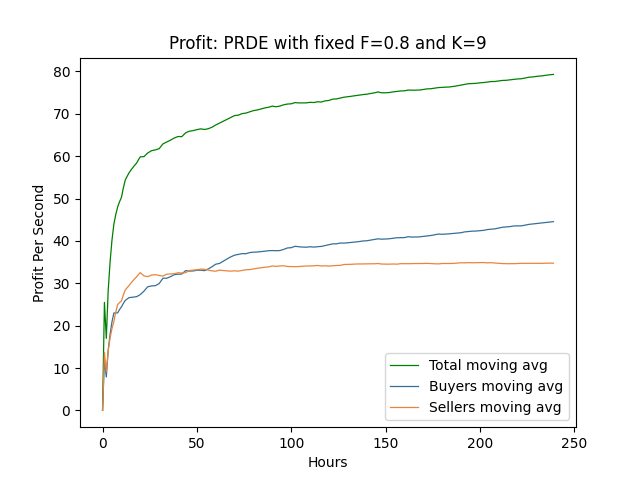 Profit: PRDE with fixed F=0.8 and K=9
Profit Per Second
80
70
60
50
40
30
20
10
0
Total moving avg
Buyers moving avg
Sellers moving avg
0 50 100 150 200 250
Hours